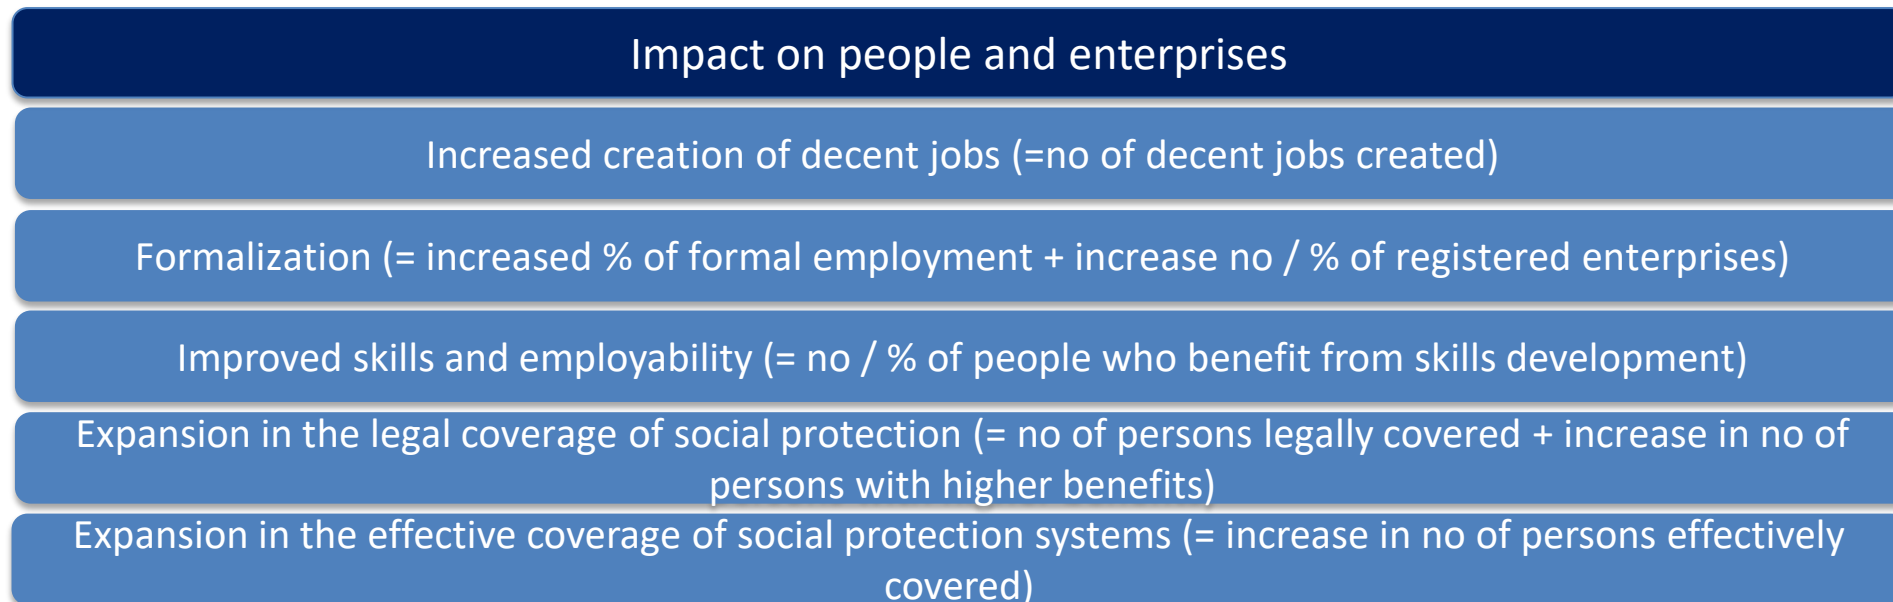 Impact on people and enterprises
Increased creation of decent jobs (=no of decent jobs created)
Formalization (= increased % of formal employment + increase no / % of registered enterprises)
Improved skills and employability (= no / % of people who benefit from skills development)
Expansion in the legal coverage of social protection (= no of persons legally covered + increase in no of
persons with higher benefits)
Expansion in the effective coverage of social protection systems (= increase in no of persons effectively
covered)